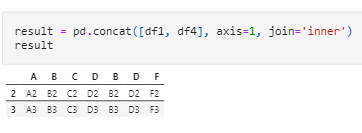 result = pd.concat([df1, df4], axis=1, join='inner')
result
A B C D B D F
2 A2 B2 C2 D2 B2 D2 F2
3 A3 B3 C3 D3 B3 D3 F3